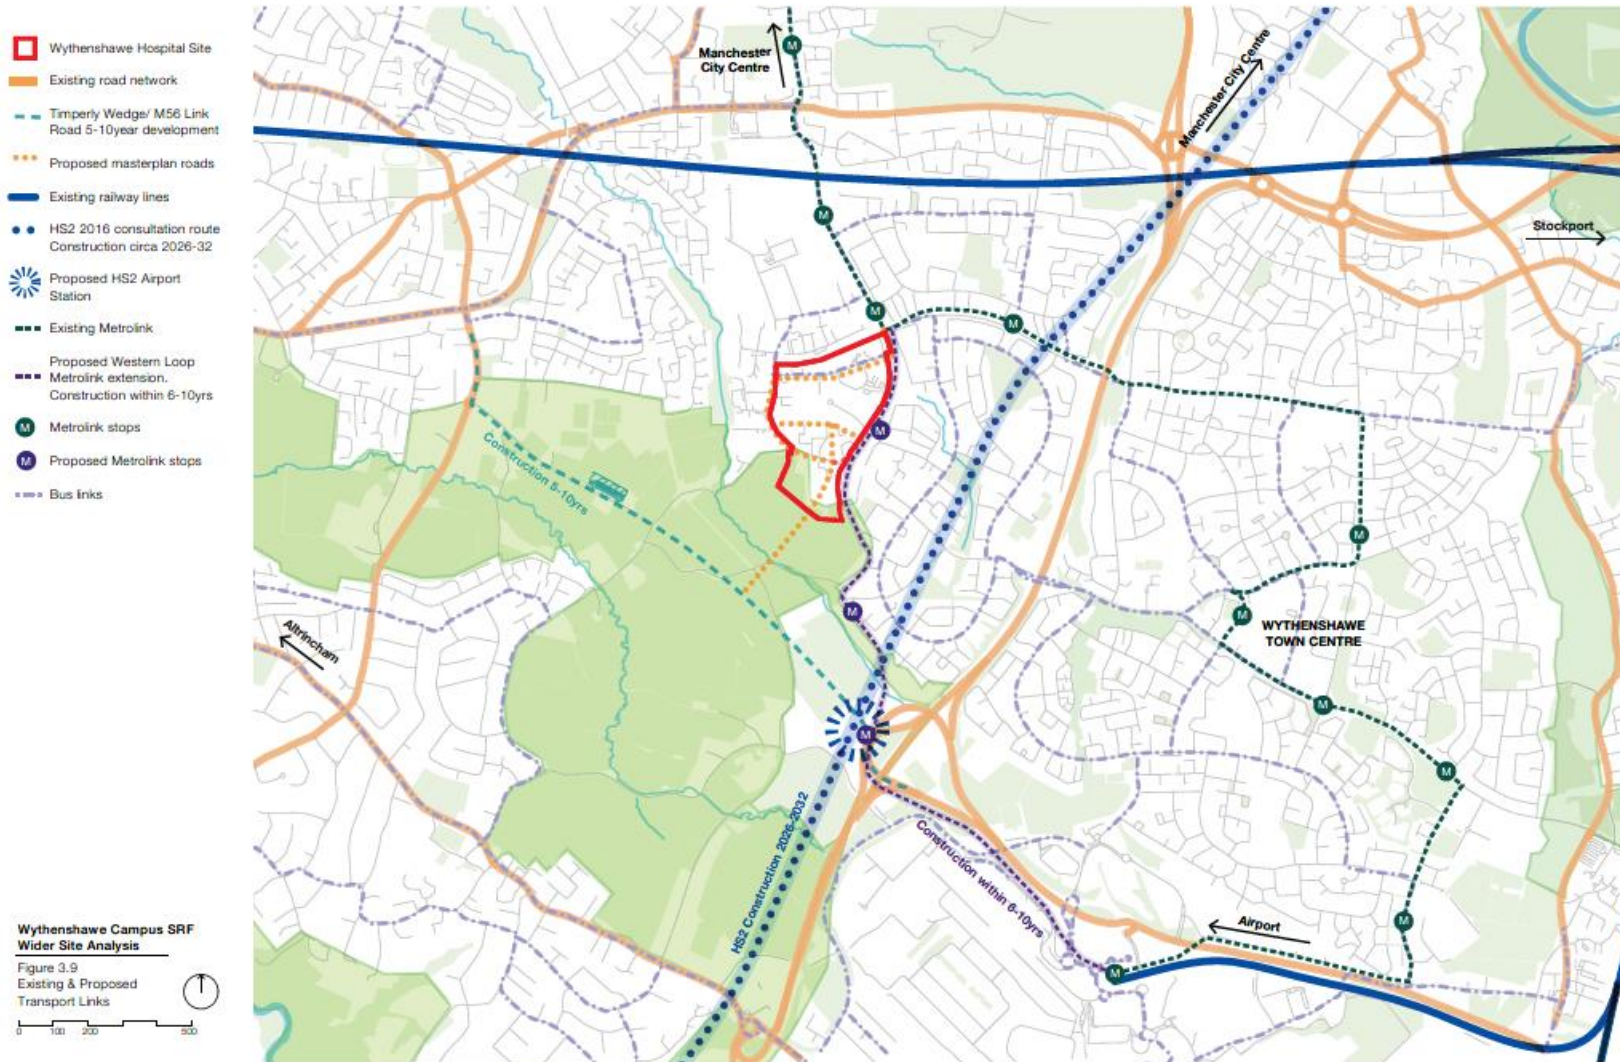 Wythenshawe Hospital Site
Existing road network
Timperly Wedge/ M56 Link
Road 5-10year development
Proposed masterplan roads
Existing railway lines
HS2 2016 consultation route
Construction circa 2026-32
Proposed HS2 Airport
Station
Existing Metrolink
Proposed Western Loop
Metrolink extension.
Construction within 6-10yrs
M
Metrolink stops
M
Proposed Metrolink stops
Bus links
Wythenshawe Campus SRF
Wider Site Analysis
Figure 3.9
Existing & Proposed
Transport Links
0 100 200 500
M
Manchester
City Centre
Manchester City Centre
Stockport
M
M
M
M
Construction 5-10yrs
M
M
M
WYTHENSHAWE
TOWN CENTRE
Altrincham
M
M
M
HS2 Construction 2026-2032
Construction within 6-10yrs
M
Airport
M